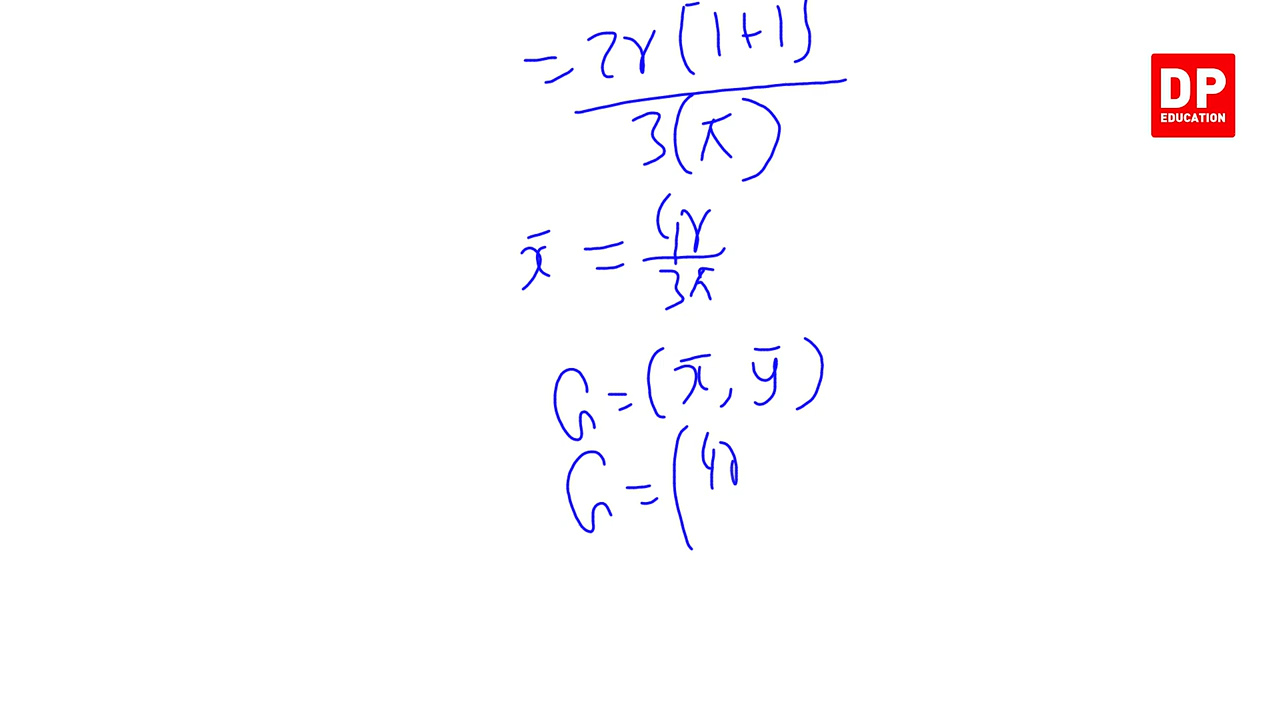 = 2r(1+1)
3(π)
DP
EDUCATION
x̄ = 4r
3π
G = (x̄, ȳ)
G = (4r